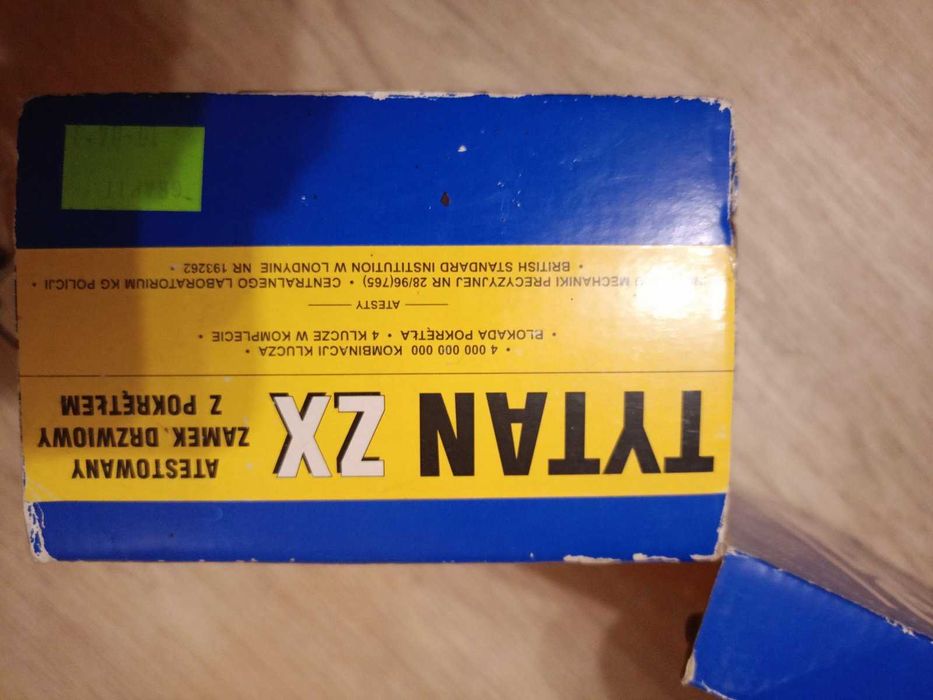 TYTAN ZX
ATESTOWANY
ZAMEK DRZWIOWY
Z POKRĘTŁEM
• 4 000 000 000 000 KOMBINACJI KLUCZA •
• BLOKADA POKRĘTŁA • 4 KLUCZE W KOMPLECIE •
ATESTY
MECHANIKI PRECYZYJNEJ NR 28/96(765) • CENTRALNEGO LABORATORIUM KG POLICJI •
• BRITISH STANDARD INSTITUTION W LONDYNIE NR 193262 •